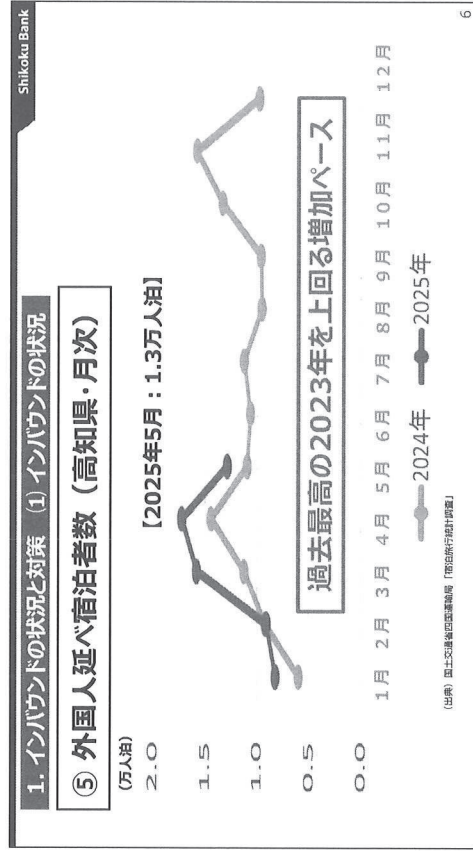 Shikoku Bank
1. インバウンドの状況と対策 (1) インバウンドの状況
⑤ 外国人延べ宿泊者数(高知県・月次)
(万人泊)
【2025年5月：1.3万人泊】
2.0
1.5
1.0
0.5
0.0
過去最高の2023年を上回る増加ペース
1月 2月 3月 4月 5月 6月 7月 8月 9月 10月 11月 12月
2024年 2025年
(出典) 国土交通省四国運輸局「宿泊旅行統計調査」
6